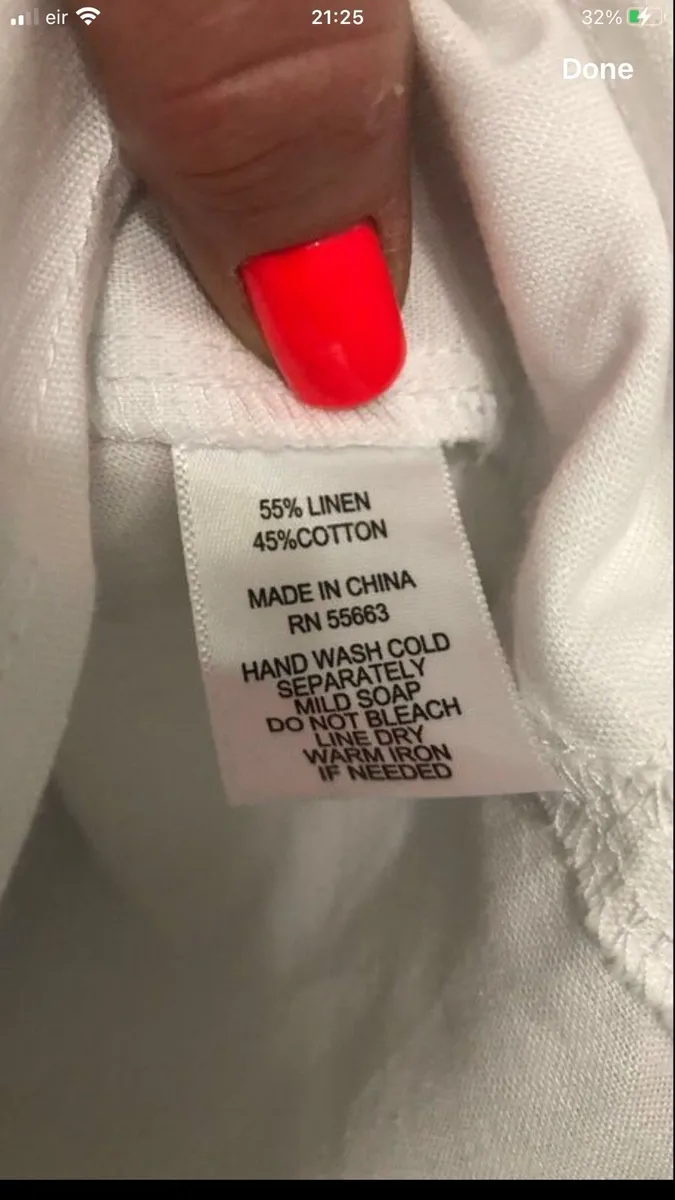 eir 21:25 32%
Done
55% LINEN
45%COTTON
MADE IN CHINA
RN 55663
HAND WASH COLD
SEPARATELY
MILD SOAP
DO NOT BLEACH
LINE DRY
WARM IRON
IF NEEDED